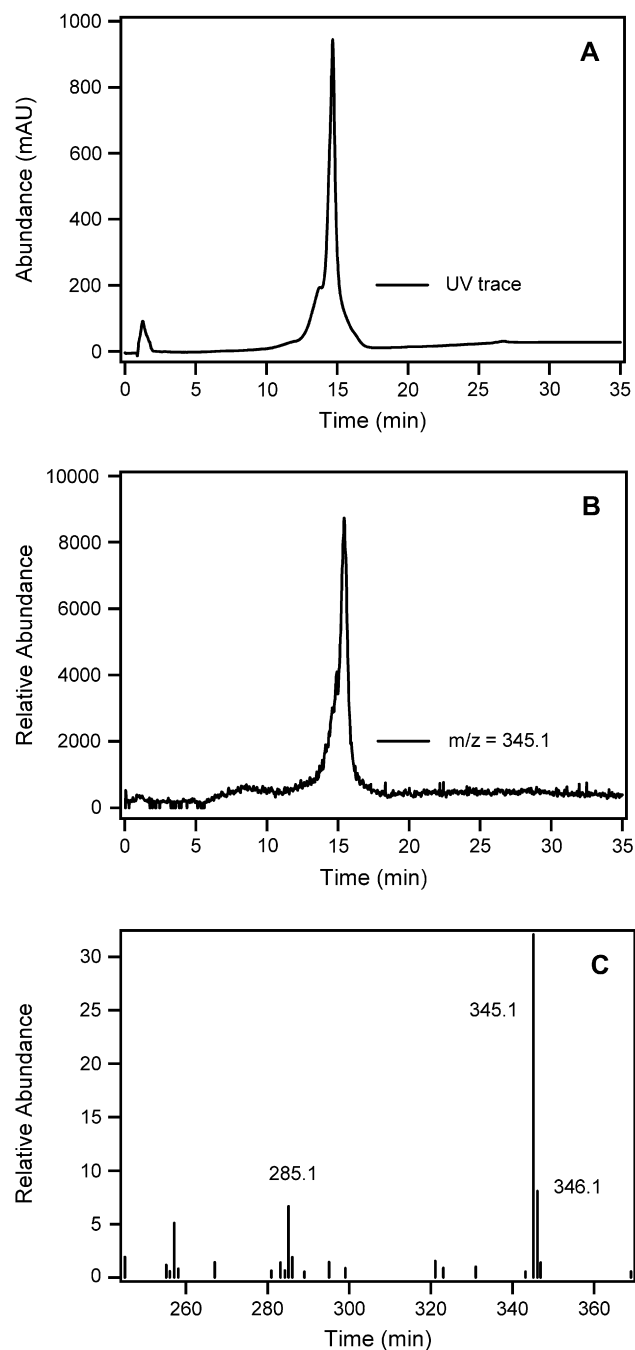 A
Abundance (mAU)
1000
800
600
400
200
0
UV trace
0 5 10 15 20 25 30 35
Time (min)
B
Relative Abundance
10000
8000
6000
4000
2000
0
m/z = 345.1
0 5 10 15 20 25 30 35
Time (min)
C
Relative Abundance
30
25
20
15
10
5
0
345.1
285.1
346.1
260 280 300 320 340 360
Time (min)